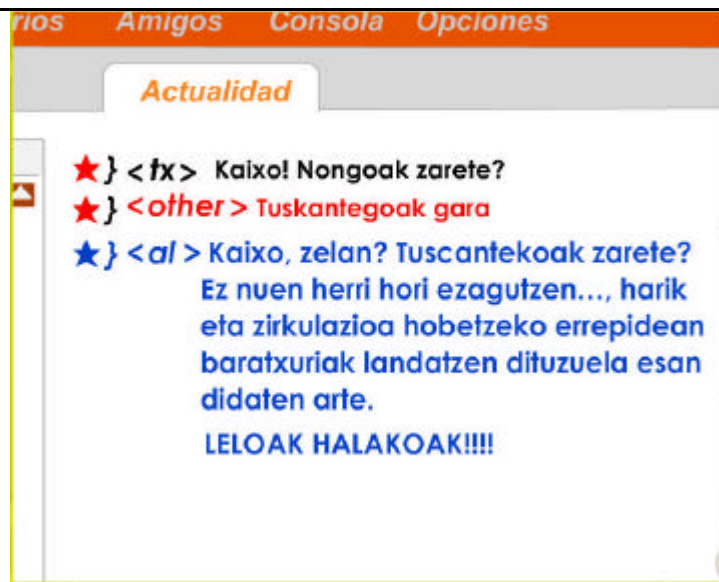 Amigos Consola Opciones
Actualidad
★} <tx> Kaixo! Nongoak zarete?
★} <other> Tuskantegoak gara
★} <al> Kaixo, zelan? Tuscantekoak zarete?
Ez nuen herri hori ezagutzen..., harik
eta zirkulazioa hobetzeko errepidean
baratxuriak landatzen dituzuela esan
didaten arte.
LELOAK HALAKOAK!!!!